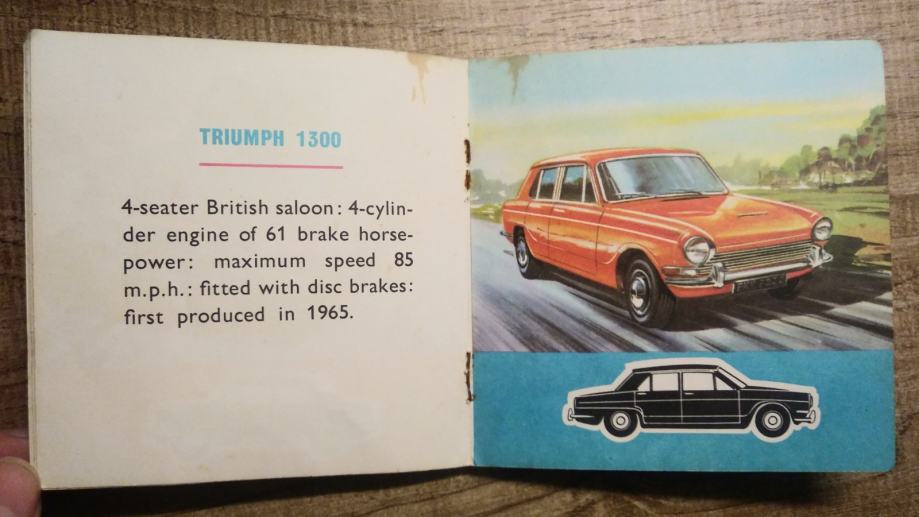 TRIUMPH 1300
4-seater British saloon: 4-cylin-
der engine of 61 brake horse-
power: maximum speed 85
m.p.h.: fitted with disc brakes:
first produced in 1965.